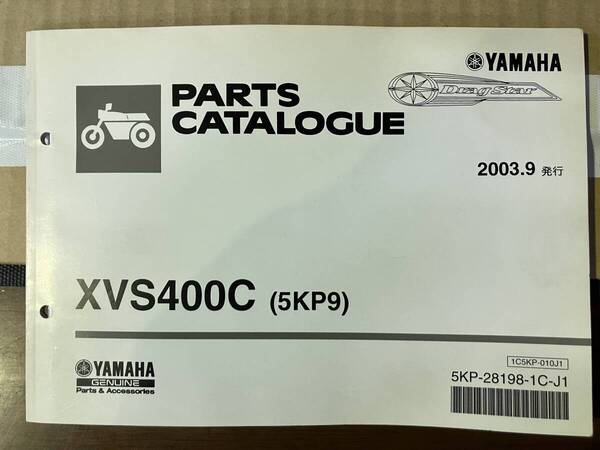 YAMAHA
DragStar
PARTS
CATALOGUE
2003.9 発行
XVS400C (5KP9)
YAMAHA
GENUINE
Parts & Accessories
1C5KP-010J1
5KP-28198-1C-J1